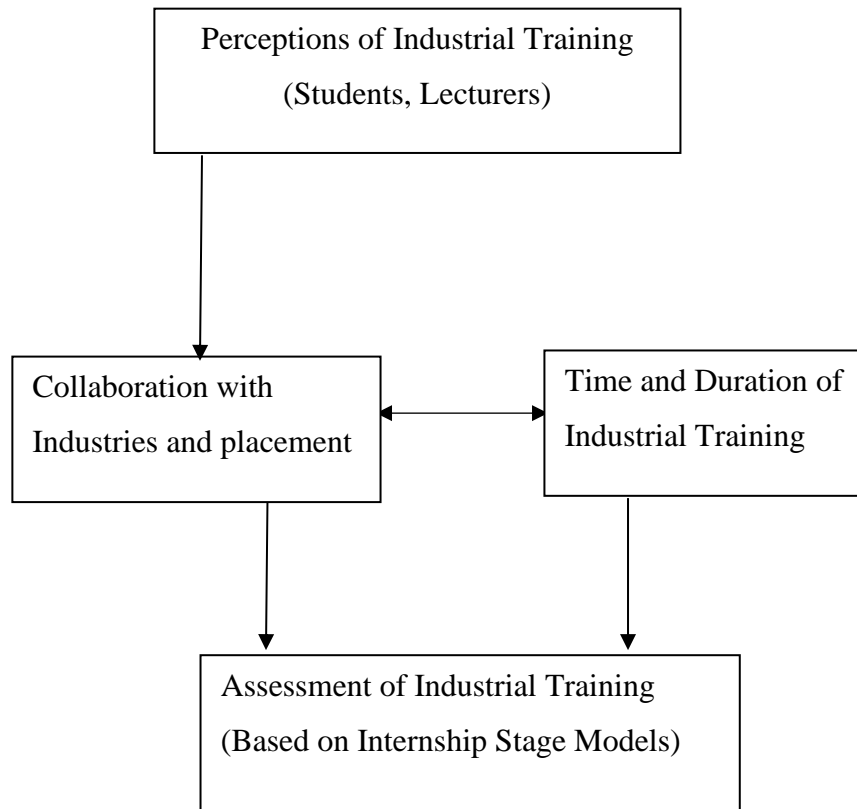 Perceptions of Industrial Training
(Students, Lecturers)
Collaboration with
Industries and placement
Time and Duration of
Industrial Training
Assessment of Industrial Training
(Based on Internship Stage Models)